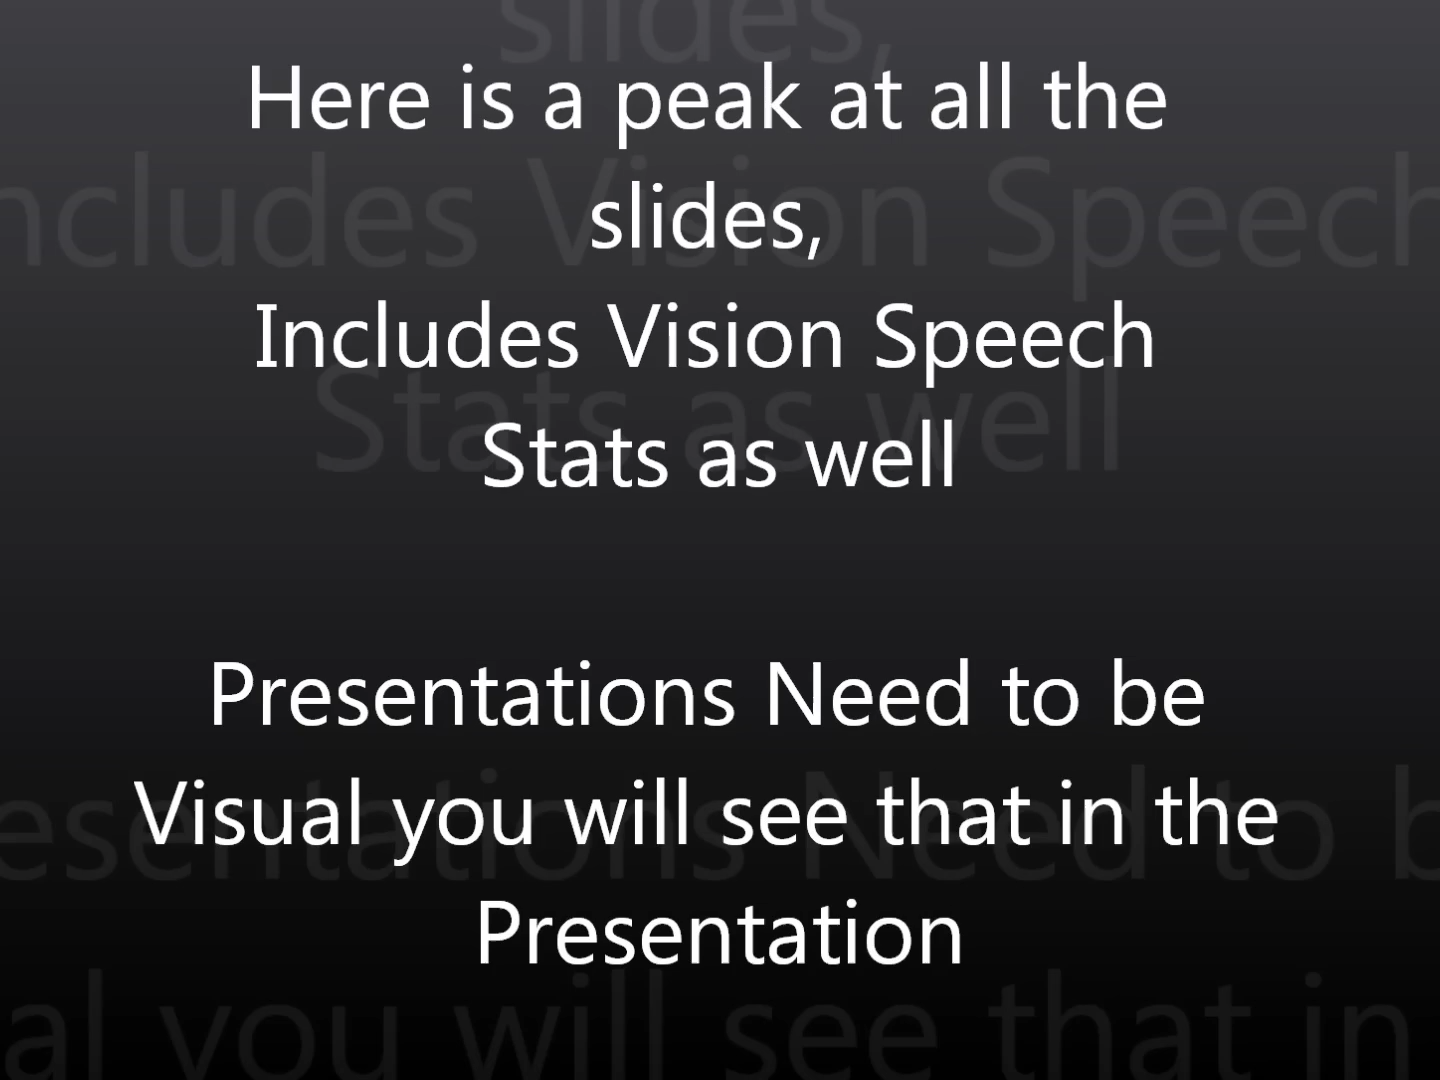 Here is a peak at all the
slides,
Includes Vision Speech
Stats as well
Presentations Need to be
Visual you will see that in the
Presentation